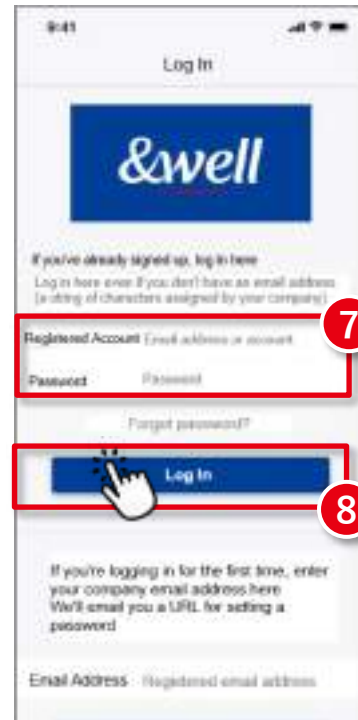 9:41
Log In
&well
If you've already signed up, log in here
Log in here even if you don't have an email address
(a string of characters assigned by your company)
Registered Account Email address or account
7
Password Password
Forgot password?
Log In
8
If you're logging in for the first time, enter
your company email address here
We'll email you a URL for setting a
password
Email Address Registered email address